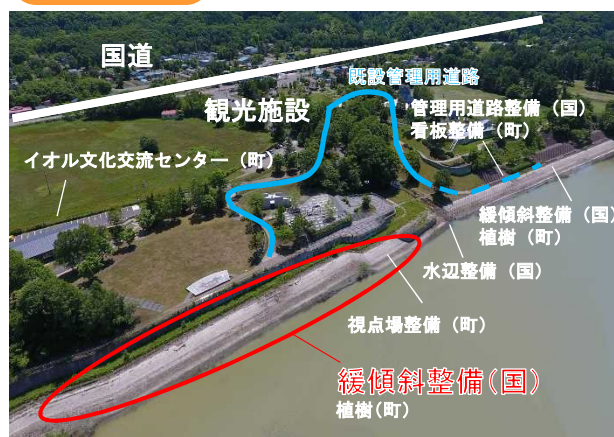 国道
既設管理用道路
観光施設
管理用道路整備（国）
看板整備（町）
イオル文化交流センター（町）
緩傾斜整備（国）
植樹（町）
水辺整備（国）
視点場整備（町）
緩傾斜整備（国）
植樹（町）